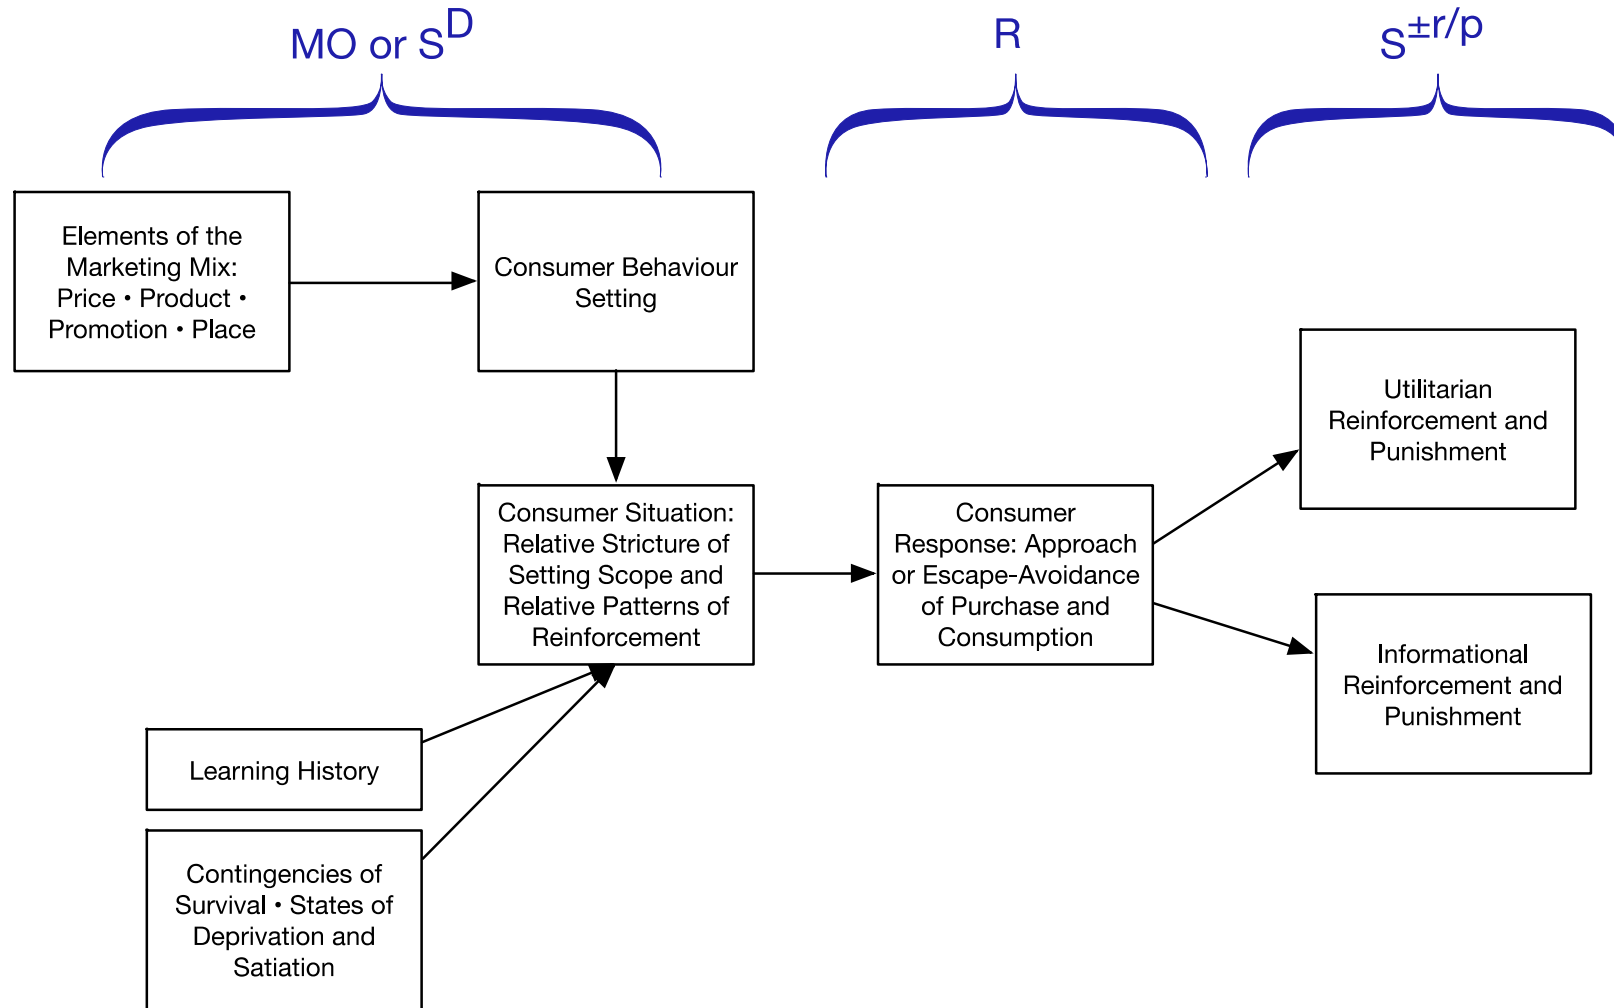 MO or S^D
R
S^±r/p
Elements of the
Marketing Mix:
Price • Product •
Promotion • Place
Consumer Behaviour
Setting
Consumer Situation:
Relative Stricture of
Setting Scope and
Relative Patterns of
Reinforcement
Consumer
Response: Approach
or Escape-Avoidance
of Purchase and
Consumption
Utilitarian
Reinforcement and
Punishment
Informational
Reinforcement and
Punishment
Learning History
Contingencies of
Survival • States of
Deprivation and
Satiation